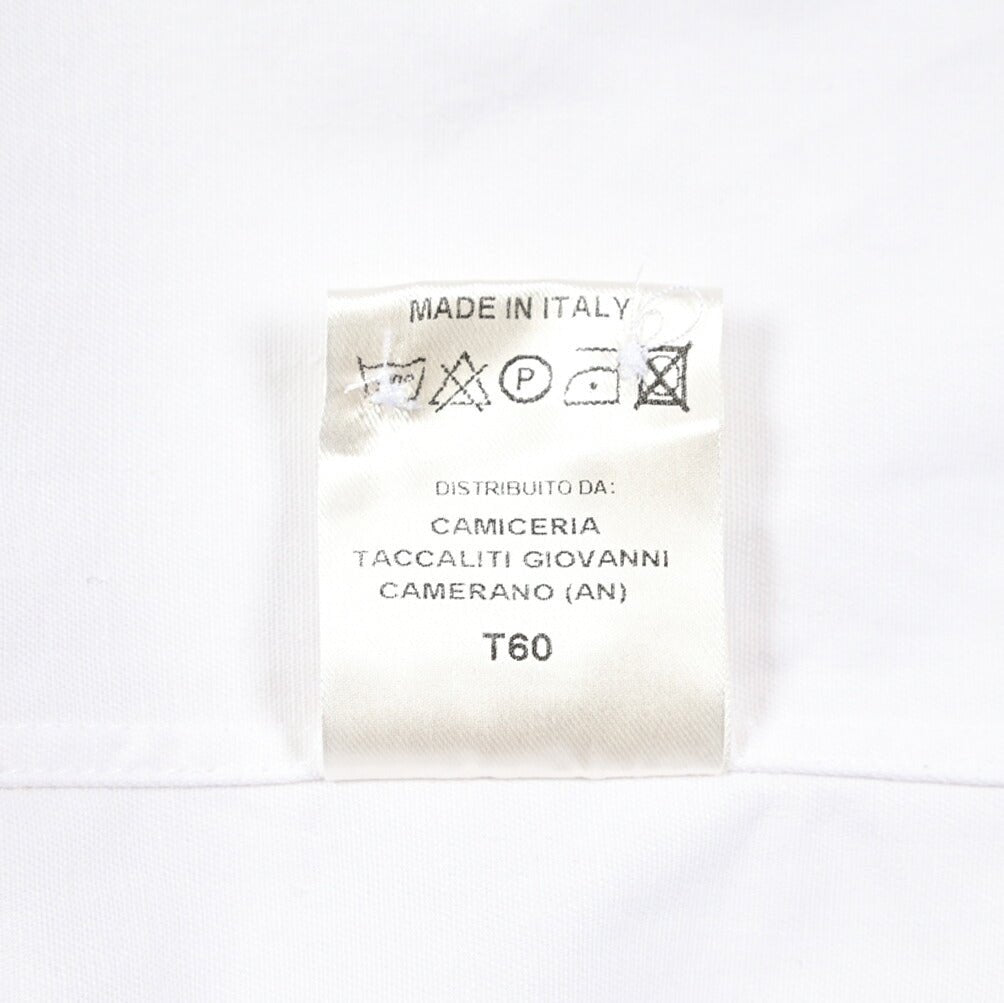 MADE IN ITALY
P
DISTRIBUITO DA:
CAMICERIA
TACCALITI GIOVANNI
CAMERANO (AN)
T60